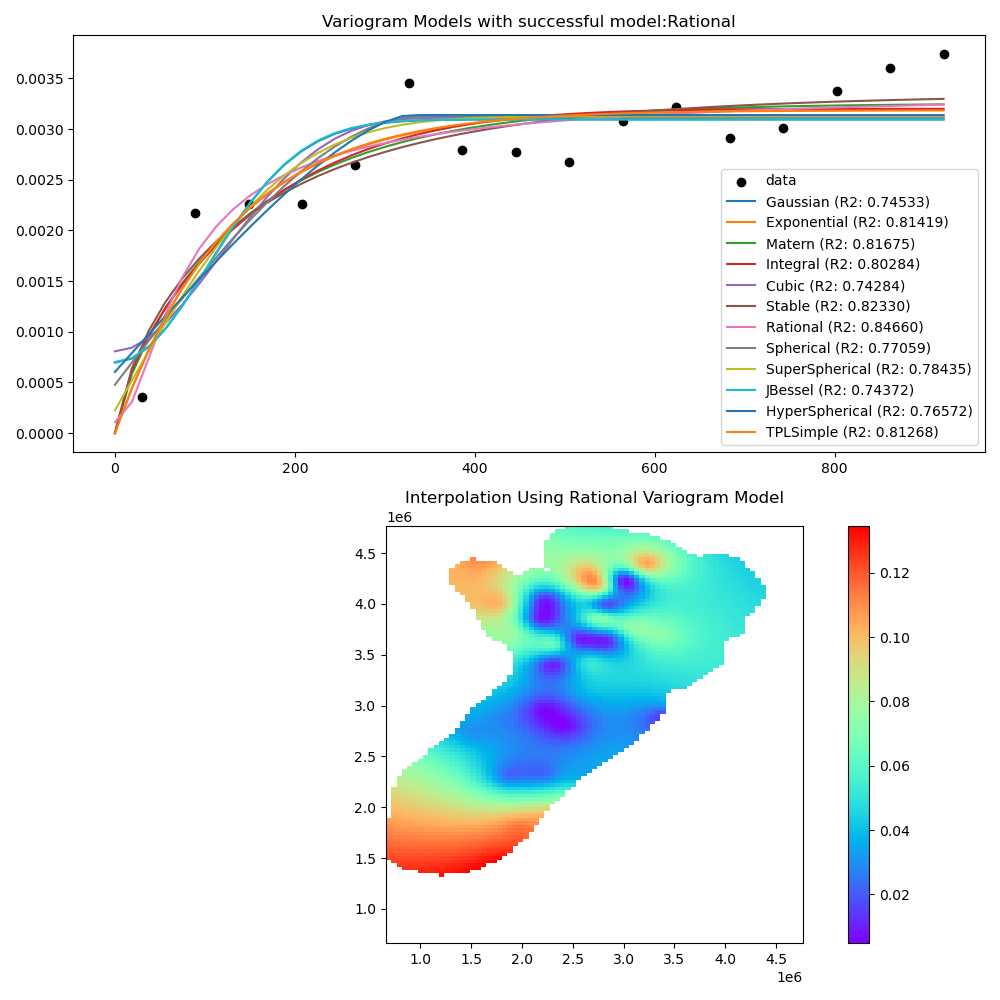 Variogram Models with successful model:Rational
0.0035
0.0030
0.0025
0.0020
0.0015
0.0010
0.0005
0.0000
data
Gaussian (R2: 0.74533)
Exponential (R2: 0.81419)
Matern (R2: 0.81675)
Integral (R2: 0.80284)
Cubic (R2: 0.74284)
Stable (R2: 0.82330)
Rational (R2: 0.84660)
Spherical (R2: 0.77059)
SuperSpherical (R2: 0.78435)
JBessel (R2: 0.74372)
HyperSpherical (R2: 0.76572)
TPLSimple (R2: 0.81268)
0 200 400 600 800
Interpolation Using Rational Variogram Model
1e6
4.5
4.0
3.5
3.0
2.5
2.0
1.5
1.0
1.0 1.5 2.0 2.5 3.0 3.5 4.0 4.5
1e6
0.12
0.10
0.08
0.06
0.04
0.02